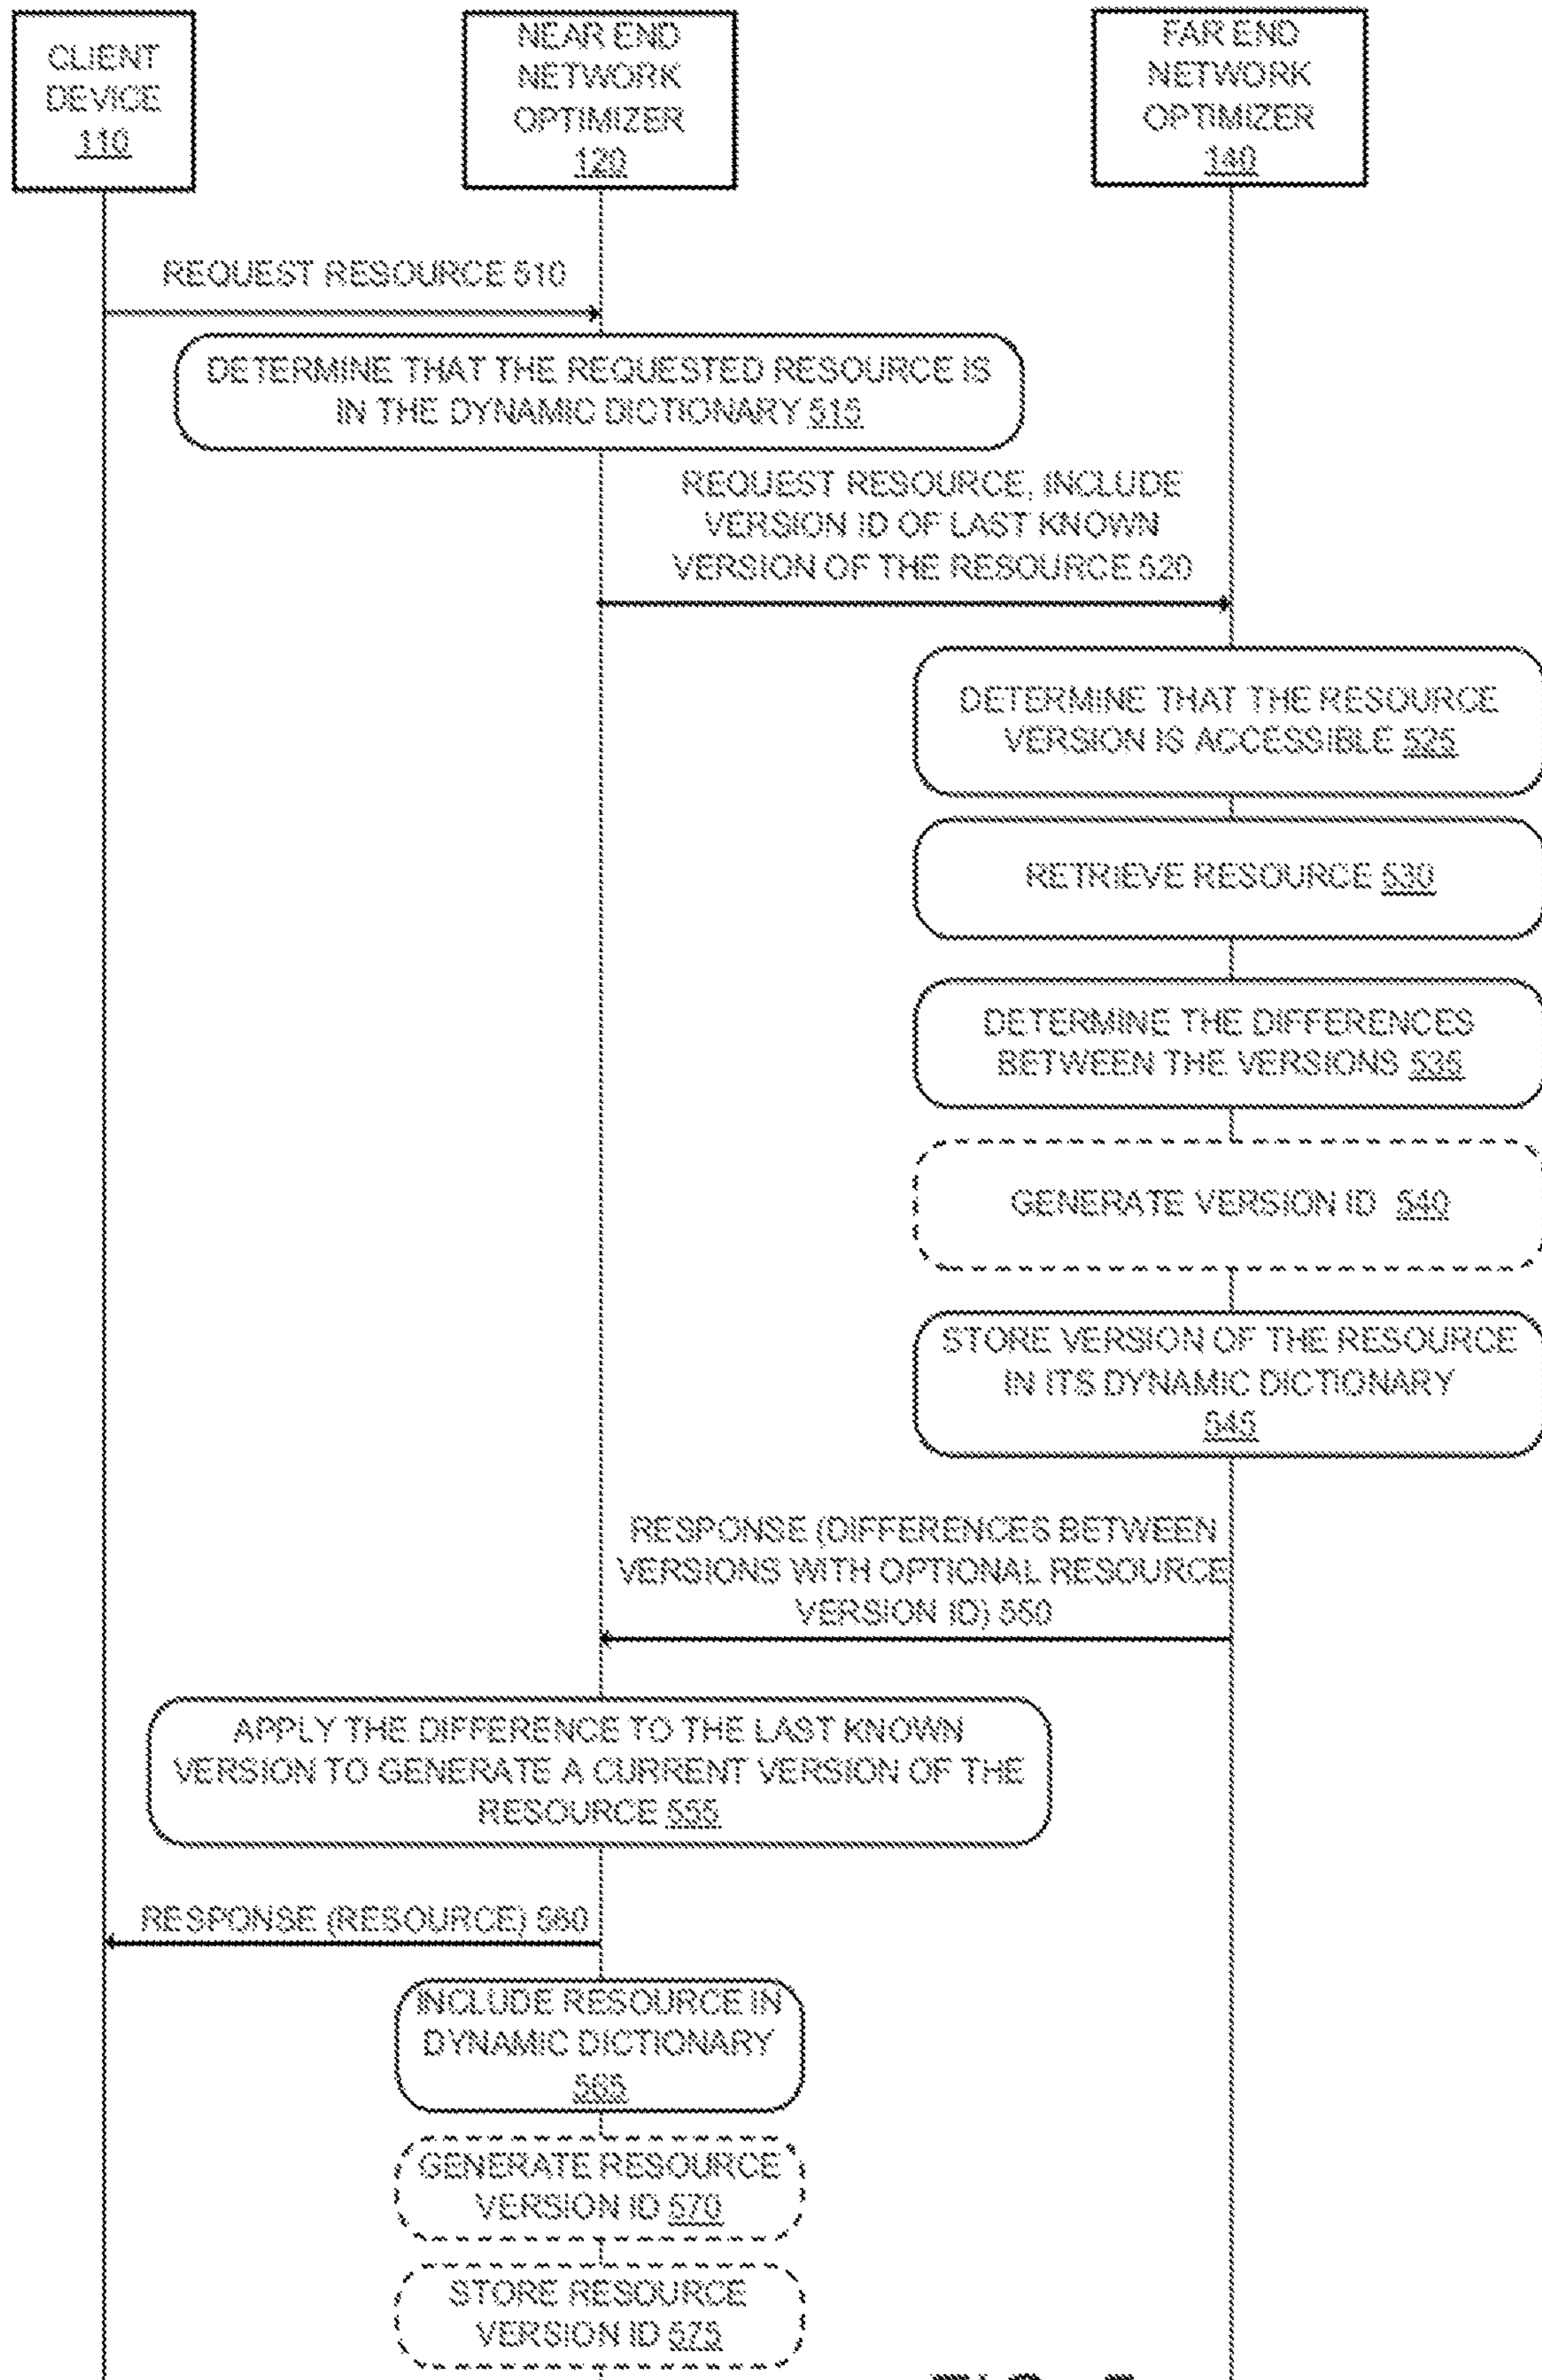 CLIENT
DEVICE
110
NEAR END
NETWORK
OPTIMIZER
120
FAR END
NETWORK
OPTIMIZER
140
REQUEST RESOURCE 510
DETERMINE THAT THE REQUESTED RESOURCE IS
IN THE DYNAMIC DICTIONARY 515
REQUEST RESOURCE, INCLUDE
VERSION ID OF LAST KNOWN
VERSION OF THE RESOURCE 520
DETERMINE THAT THE RESOURCE
VERSION IS ACCESSIBLE 525
RETRIEVE RESOURCE 530
DETERMINE THE DIFFERENCES
BETWEEN THE VERSIONS 535
GENERATE VERSION ID 540
STORE VERSION OF THE RESOURCE
IN ITS DYNAMIC DICTIONARY
545
RESPONSE (DIFFERENCES BETWEEN
VERSIONS WITH OPTIONAL RESOURCE
VERSION ID) 550
APPLY THE DIFFERENCE TO THE LAST KNOWN
VERSION TO GENERATE A CURRENT VERSION OF THE
RESOURCE 555
RESPONSE (RESOURCE) 560
INCLUDE RESOURCE IN
DYNAMIC DICTIONARY
565
GENERATE RESOURCE
VERSION ID 570
STORE RESOURCE
VERSION ID 575